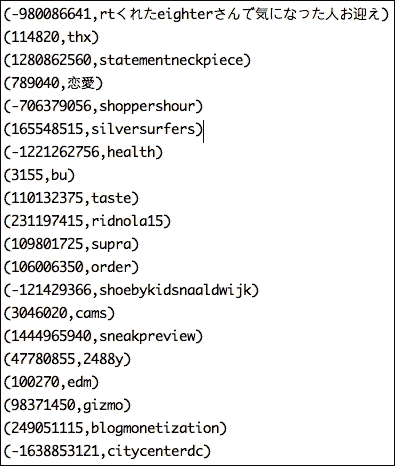 (-980086641,rtくれたeighterさんで気になった人お迎え)
(114820,thx)
(1280862560,statementneckpiece)
(789040,恋愛)
(-706379056,shoppershour)
(165548515,silversurfers)
(-1221262756,health)
(3155,bu)
(110132375,taste)
(231197415,ridnola15)
(109801725,supra)
(106006350,order)
(-121429366,shoebykidsnaaldwijk)
(3046020,cams)
(1444965940,sneakpreview)
(47780855,2488y)
(100270,edm)
(98371450,gizmo)
(249051115,blogmonetization)
(-1638853121,citycenterdc)